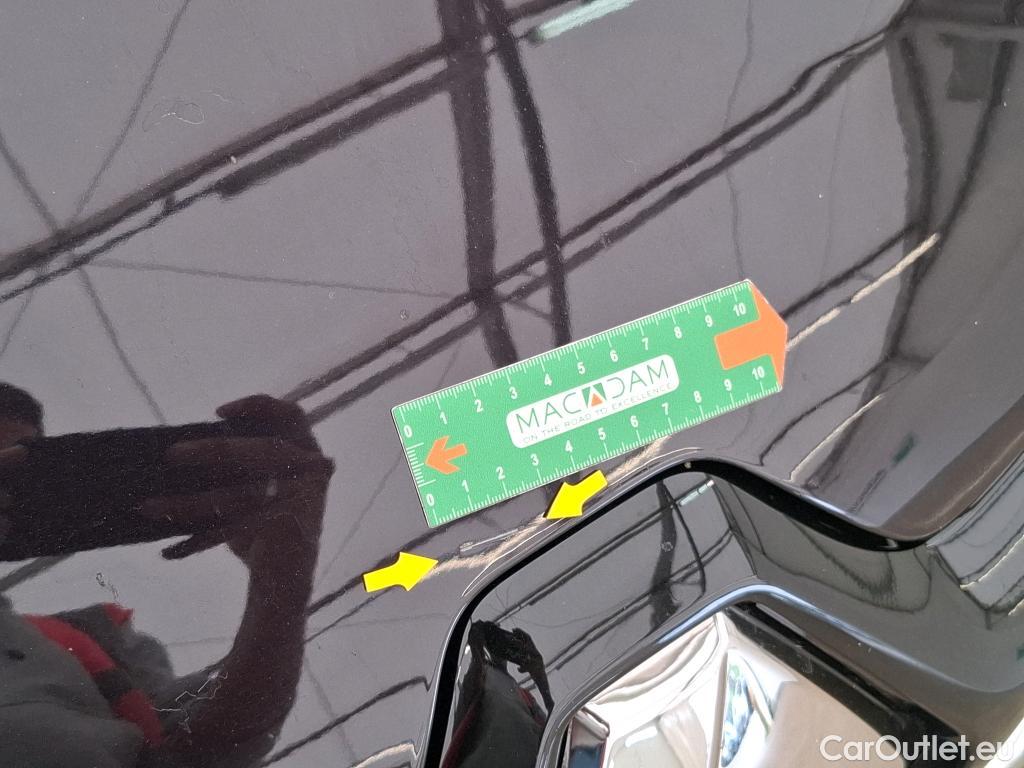 0 1 2 3 4 5 6 7 8 9 10
MACADAM
ON THE ROAD TO EXCELLENCE
0 1 2 3 4 5 6 7 8 9 10
CarOutlet.eu